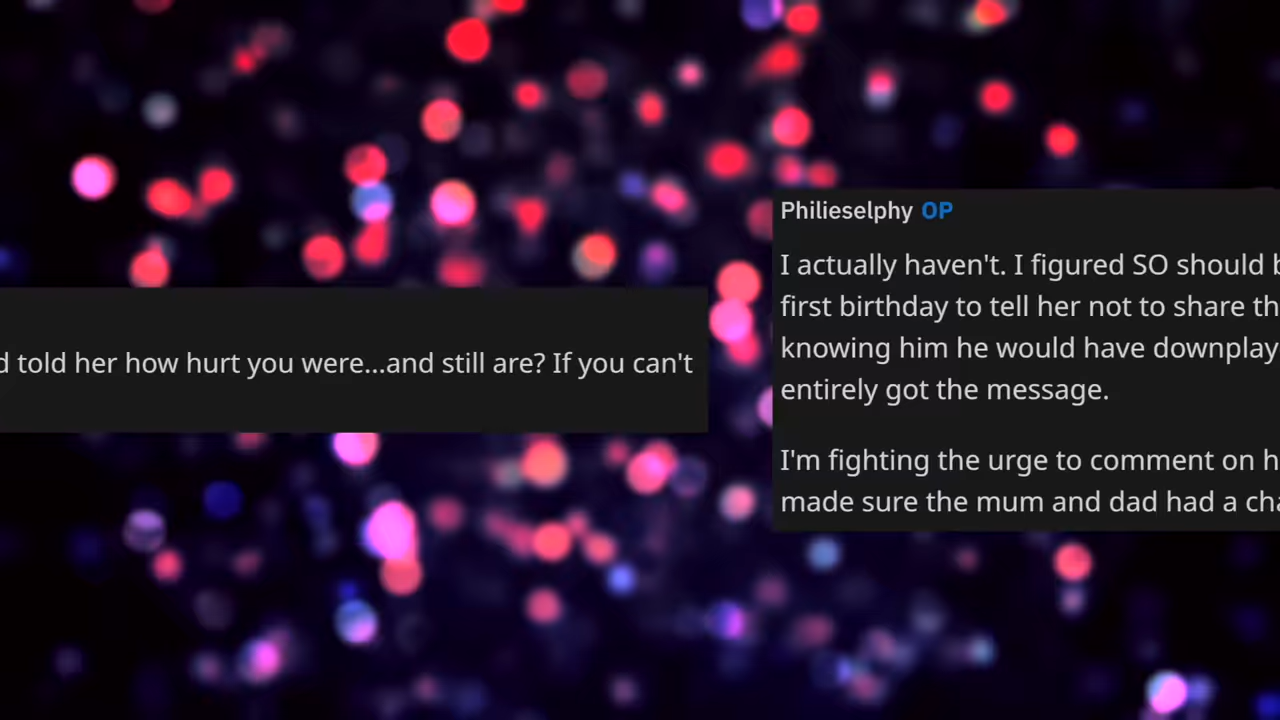 told her how hurt you were...and still are? If you can't
Philieselphy OP
I actually haven't. I figured SO should
first birthday to tell her not to share
knowing him he would have downplay
entirely got the message.
I'm fighting the urge to comment on
made sure the mum and dad had a